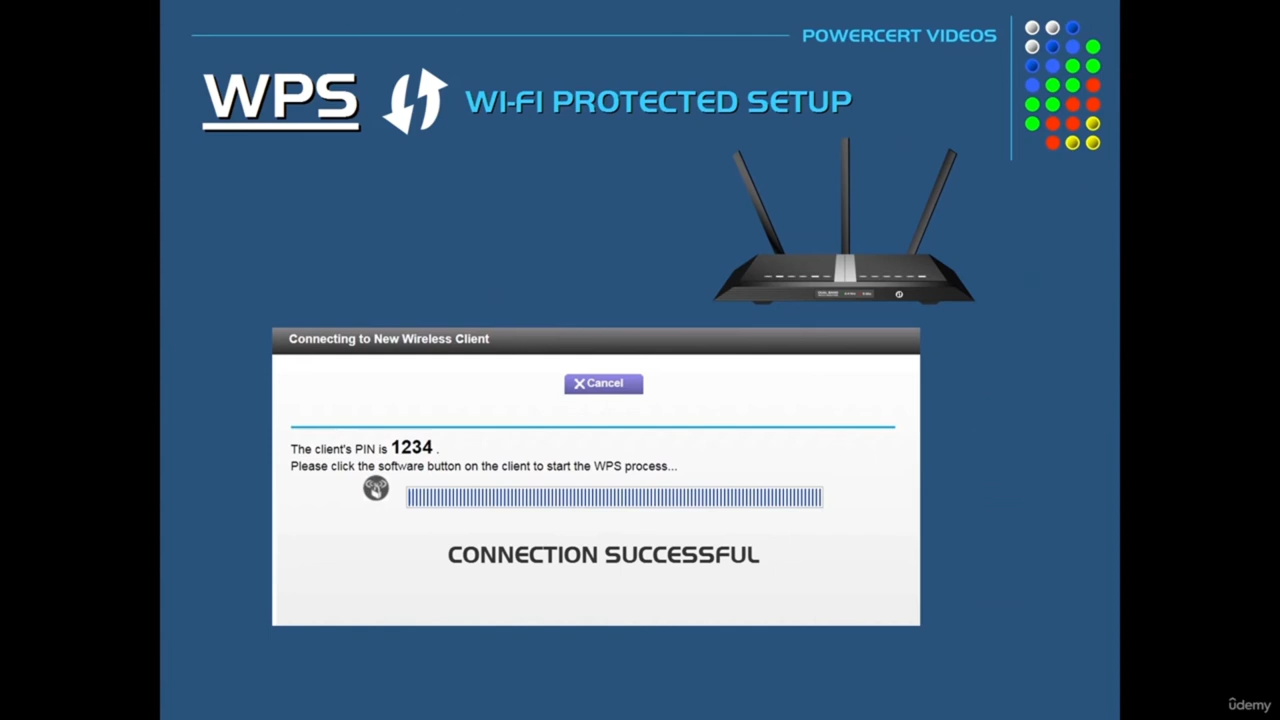 POWERCERT VIDEOS
WPS
WI-FI PROTECTED SETUP
Connecting to New Wireless Client
Cancel
The client's PIN is 1234 .
Please click the software button on the client to start the WPS process...
CONNECTION SUCCESSFUL
ûdemy